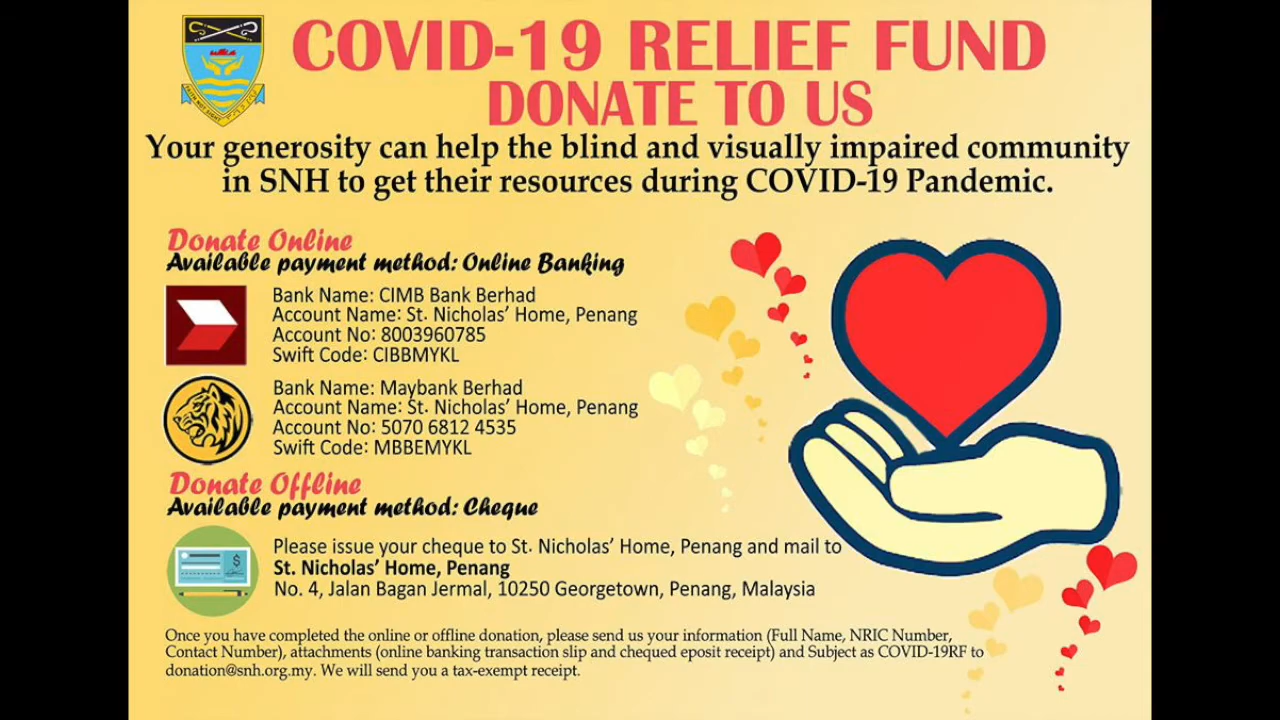 COVID-19 RELIEF FUND
DONATE TO US
Your generosity can help the blind and visually impaired community
in SNH to get their resources during COVID-19 Pandemic.
Donate Online
Available payment method: Online Banking
Bank Name: CIMB Bank Berhad
Account Name: St. Nicholas' Home, Penang
Account No: 8003960785
Swift Code: CIBBMYKL
Bank Name: Maybank Berhad
Account Name: St. Nicholas' Home, Penang
Account No: 5070 6812 4535
Swift Code: MBBEMYKL
Donate Offline
Available payment method: Cheque
$
Please issue your cheque to St. Nicholas' Home, Penang and mail to
St. Nicholas' Home, Penang
No. 4, Jalan Bagan Jermal, 10250 Georgetown, Penang, Malaysia
Once you have completed the online or offline donation, please send us your information (Full Name, NRIC Number,
Contact Number), attachments (online banking transaction slip and chequed eposit receipt) and Subject as COVID-19RF to
donation@snh.org.my. We will send you a tax-exempt receipt.